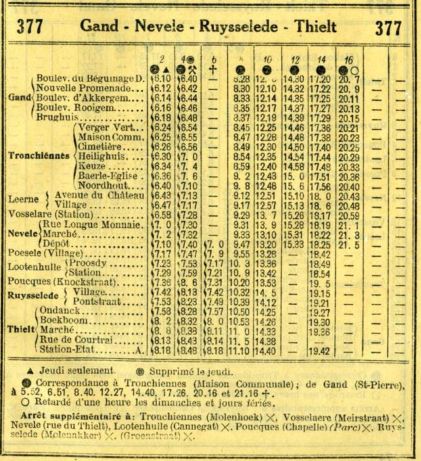 377 Gand - Nevele - Ruysselede - Thielt 377
2 4 6 8 10 12 14 16
Boulev. du Béguinage D. 6.10 6.40 — 8.28 14.30 17.20 20. 7
Nouvelle Promenade... 6.12 6.42 — 8.30 12.10 14.32 17.22 20. 9
Gand Boulev. d'Akkergem.. 6.14 6.44 — 8.33 12.14 14.35 17.25 20.11
Boulev. Rooigem..... 6.16 6.46 — 8.35 12.17 14.37 17.27 20.13
Brughuis........ 6.18 6.48 — 8.37 12.19 14.39 17.29 20.15
Verger Vert.... 6.24 6.54 — 8.45 12.25 14.46 17.36 20.21
Maison Comm. 6.25 6.55 — 8.47 12.28 14.48 17.38 20.23
Cimetière.... 6.26 6.56 — 8.49 12.30 14.50 17.40 20.25
Tronchiennes Heilighuis.... 6.30 7. 0 — 8.54 12.35 14.54 17.44 20.29
Keuze...... 6.34 7. 4 — 8.59 12.40 14.58 17.48 20.33
Baerle-Eglise. 6.36 7. 6 — 9. 2 12.43 15. 0 17.51 20.36
Noordhout... 6.40 7.10 — 9. 8 12.48 15. 6 17.56 20.40
Leerne Avenue du Château 6.43 7.13 — 9.12 12.51 15.10 18. 0 20.43
Village........ 6.47 7.17 — 9.17 12.57 15.13 18. 6 20.48
Vosselare (Station)........ 6.58 7.28 — 9.29 13. 7 15.26 18.17 20.59
Rue Longue Monnaie. 7. 0 7.30 — 9.31 13. 9 15.28 18.19 21. 1
Nevele Marché.......... 7. 2 7.32 — 9.33 13.10 15.31 18.22 21. 3
Dépôt.......... 7.10 7.40 7. 0 9.47 13.20 15.33 18.25 21. 5
Poesele (Village)........ 7.17 7.47 7. 9 9.55 13.28 — 18.42 —
Lootenhulle Proosdy..... 7.23 7.53 7.17 10. 3 13.36 — 18.49 —
Station...... 7.29 7.59 7.21 10. 9 13.42 — 18.54 —
Poucques (Knockstraat).... 7.36 8. 6 7.31 10.20 13.53 — 19. 5 —
Ruysselede Village........ 7.42 8.13 7.42 — 19.15 —
Pontstraat..... 7.53 8.23 7.49 10.39 14.12 — 19.21 —
Ondanck.......... 7.58 8.28 7.57 10.50 14.25 — 19.27 —
Boekhoom........ 8. 2 8.32 8. 0 10.53 14.26 — 19.30 —
Thielt Marché.......... 8. 8 8.38 8.11 11. 0 14.33 — 19.36 —
Rue de Courtrai... 8.13 8.43 8.14 11. 5 14.38 — —
Station-Etat...A. 8.18 8.48 8.18 11.10 14.40 — 19.42 —
▲ Jeudi seulement. Supprimé le jeudi.
Correspondance à Tronchiennes (Maison Communale); de Gand (St-Pierre),
à 5.52, 6.51, 8.40. 12.27, 14.40. 17.26. 20.16 et 21.16 ✝.
○ Retardé d'une heure les dimanches et jours fériés.
Arrêt supplémentaire à: Tronchiennes (Molenhoek) ╳, Vosselaere (Meirstraat) ╳,
Nevele (rue du Thielt), Lootenhulle (Cannegat) ╳. Poucques (Chapelle) (Parc) ╳, Ruys-
selede (Molenakker) ╳. (Groenstraat) ╳.